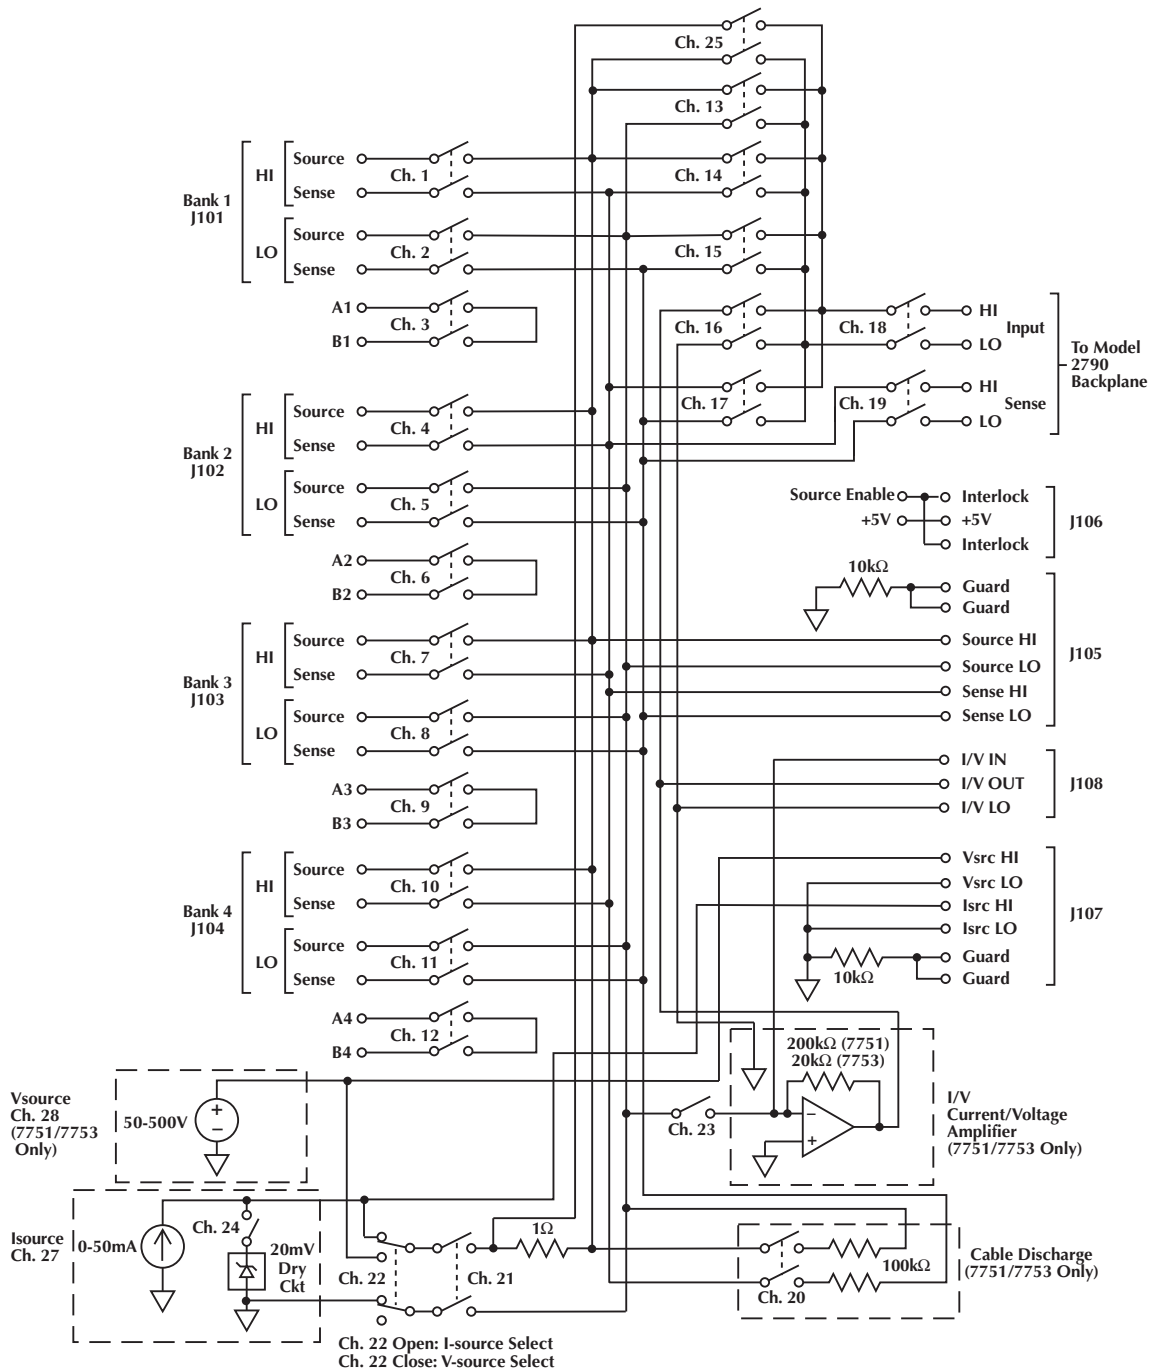 Ch. 25
Ch. 13
Bank 1
J101
HI
Source
Sense
Ch. 1
Ch. 14
LO
Source
Sense
Ch. 2
Ch. 15
A1
B1
Ch. 3
Ch. 16
Ch. 18
HI
LO
Input
Ch. 17
Ch. 19
HI
LO
Sense
To Model
2790
Backplane
Bank 2
J102
HI
Source
Sense
Ch. 4
LO
Source
Sense
Ch. 5
A2
B2
Ch. 6
Source Enable
+5V
Interlock
+5V
Interlock
J106
10kΩ
Guard
Guard
Source HI
Source LO
Sense HI
Sense LO
J105
Bank 3
J103
HI
Source
Sense
Ch. 7
LO
Source
Sense
Ch. 8
A3
B3
Ch. 9
I/V IN
I/V OUT
I/V LO
J108
Bank 4
J104
HI
Source
Sense
Ch. 10
LO
Source
Sense
Ch. 11
A4
B4
Ch. 12
Vsrc HI
Vsrc LO
Isrc HI
Isrc LO
Guard
Guard
10kΩ
J107
Vsource
Ch. 28
(7751/7753
Only)
50-500V
+
−
200kΩ (7751)
20kΩ (7753)
−
+
Ch. 23
I/V
Current/Voltage
Amplifier
(7751/7753 Only)
Isource
Ch. 27
0-50mA
Ch. 24
20mV
Dry
Ckt
Ch. 22
Ch. 21
1Ω
100kΩ
Ch. 20
Cable Discharge
(7751/7753 Only)
Ch. 22 Open: I-source Select
Ch. 22 Close: V-source Select